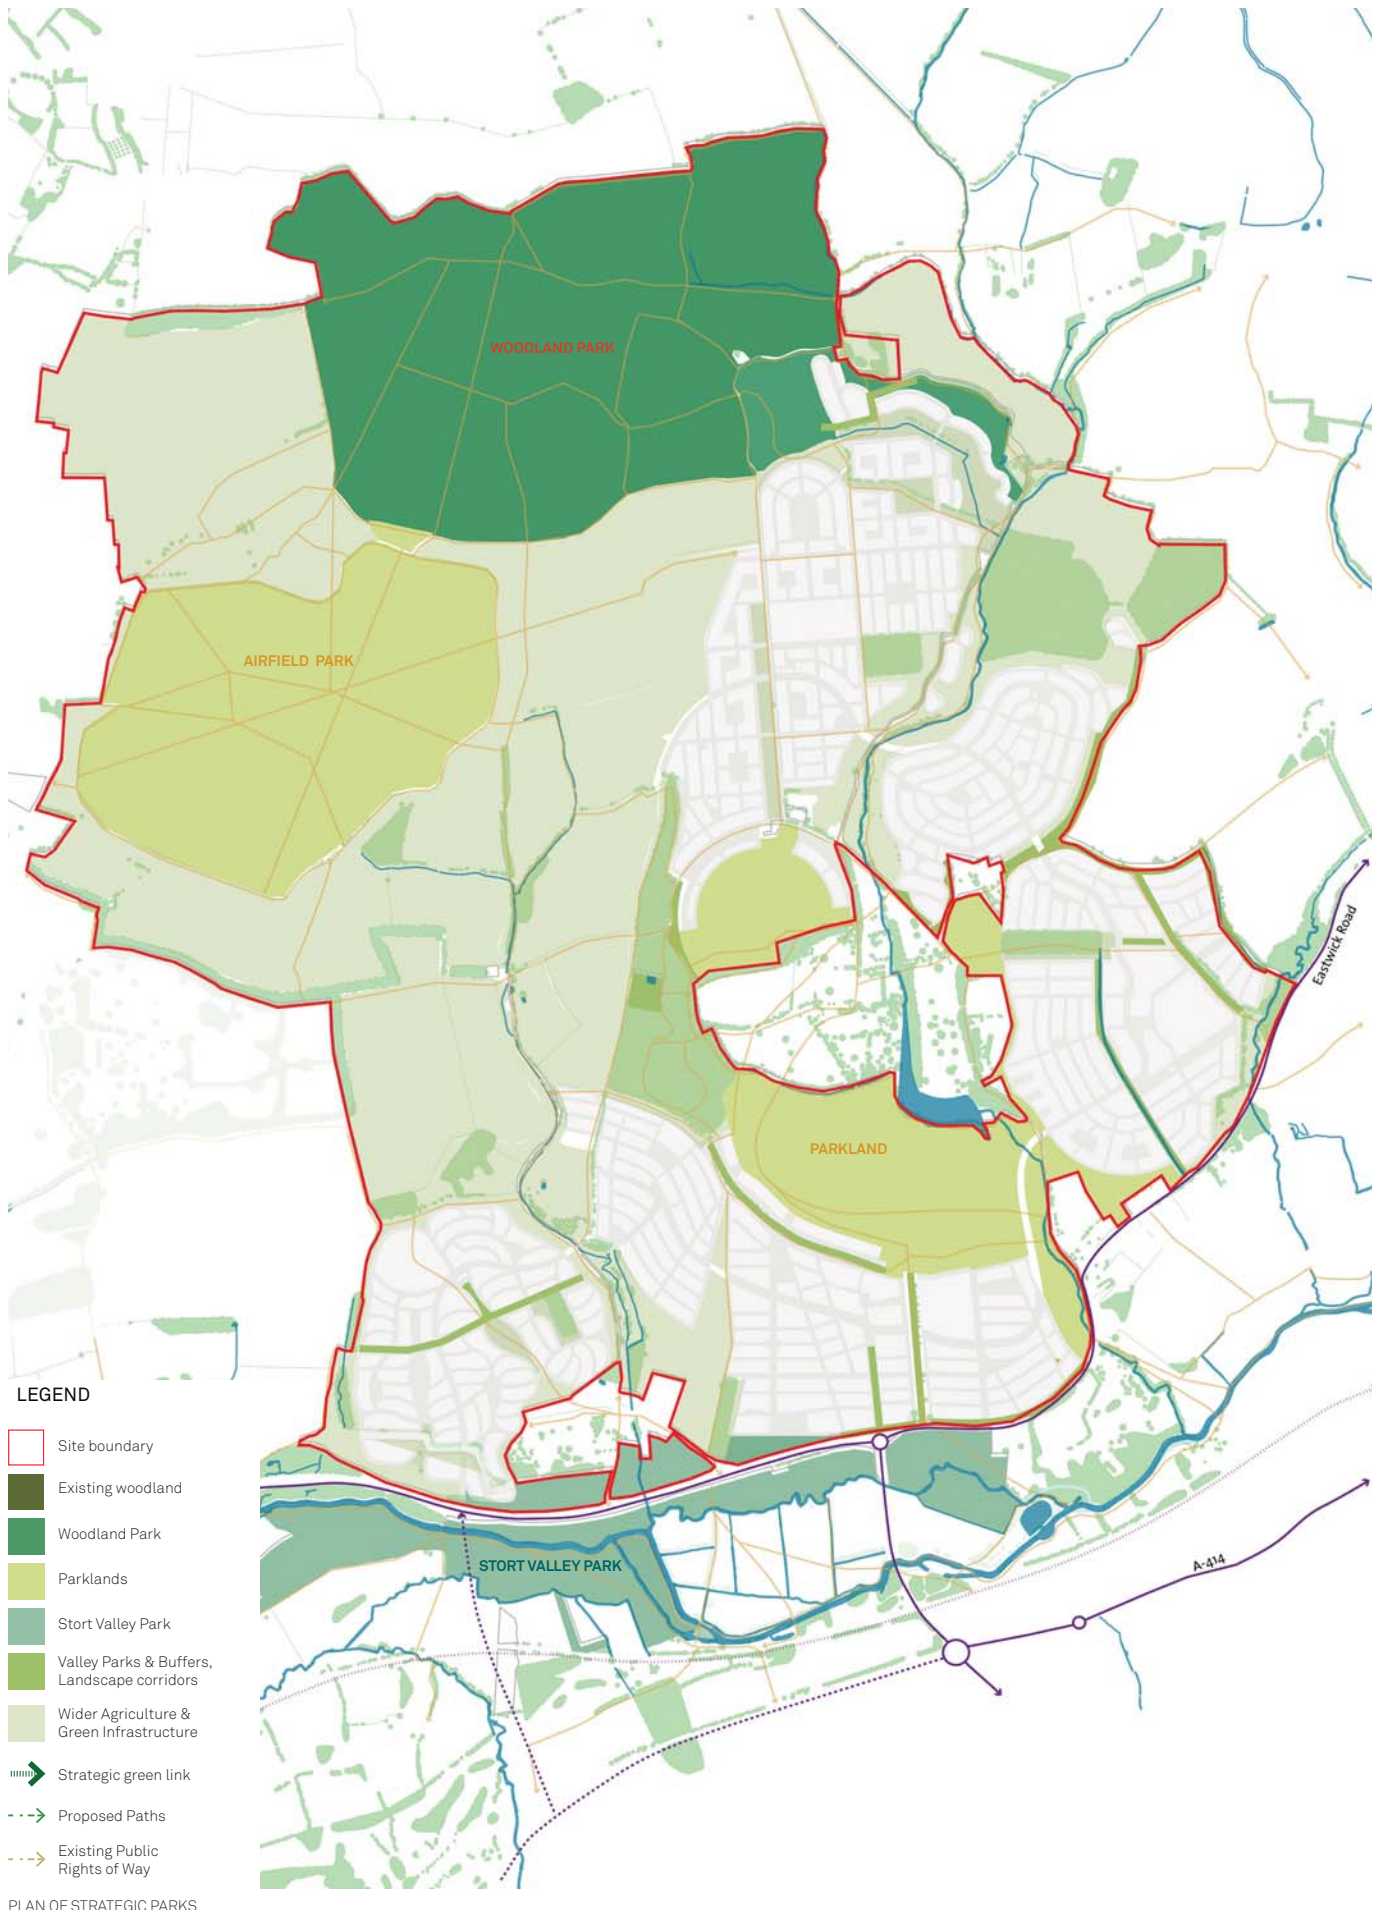 WOODLAND PARK
AIRFIELD PARK
Eastwick Road
PARKLAND
STORT VALLEY PARK
A-414
LEGEND
Site boundary
Existing woodland
Woodland Park
Parklands
Stort Valley Park
Valley Parks & Buffers,
Landscape corridors
Wider Agriculture &
Green Infrastructure
Strategic green link
Proposed Paths
Existing Public
Rights of Way
PLAN OF STRATEGIC PARKS